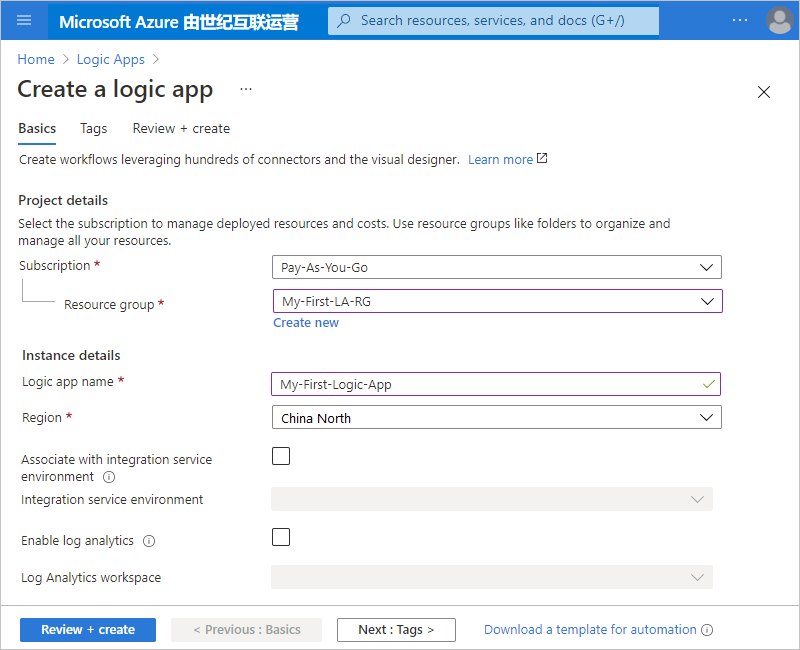 Microsoft Azure 由世纪互联运营
Search resources, services, and docs (G+/)
Home > Logic Apps >
Create a logic app ...
Basics Tags Review + create
Create workflows leveraging hundreds of connectors and the visual designer. Learn more
Project details
Select the subscription to manage deployed resources and costs. Use resource groups like folders to organize and
manage all your resources.
Subscription * Pay-As-You-Go
Resource group * My-First-LA-RG
Create new
Instance details
Logic app name * My-First-Logic-App
Region * China North
Associate with integration service
environment
Integration service environment
Enable log analytics
Log Analytics workspace
Review + create < Previous : Basics Next : Tags > Download a template for automation